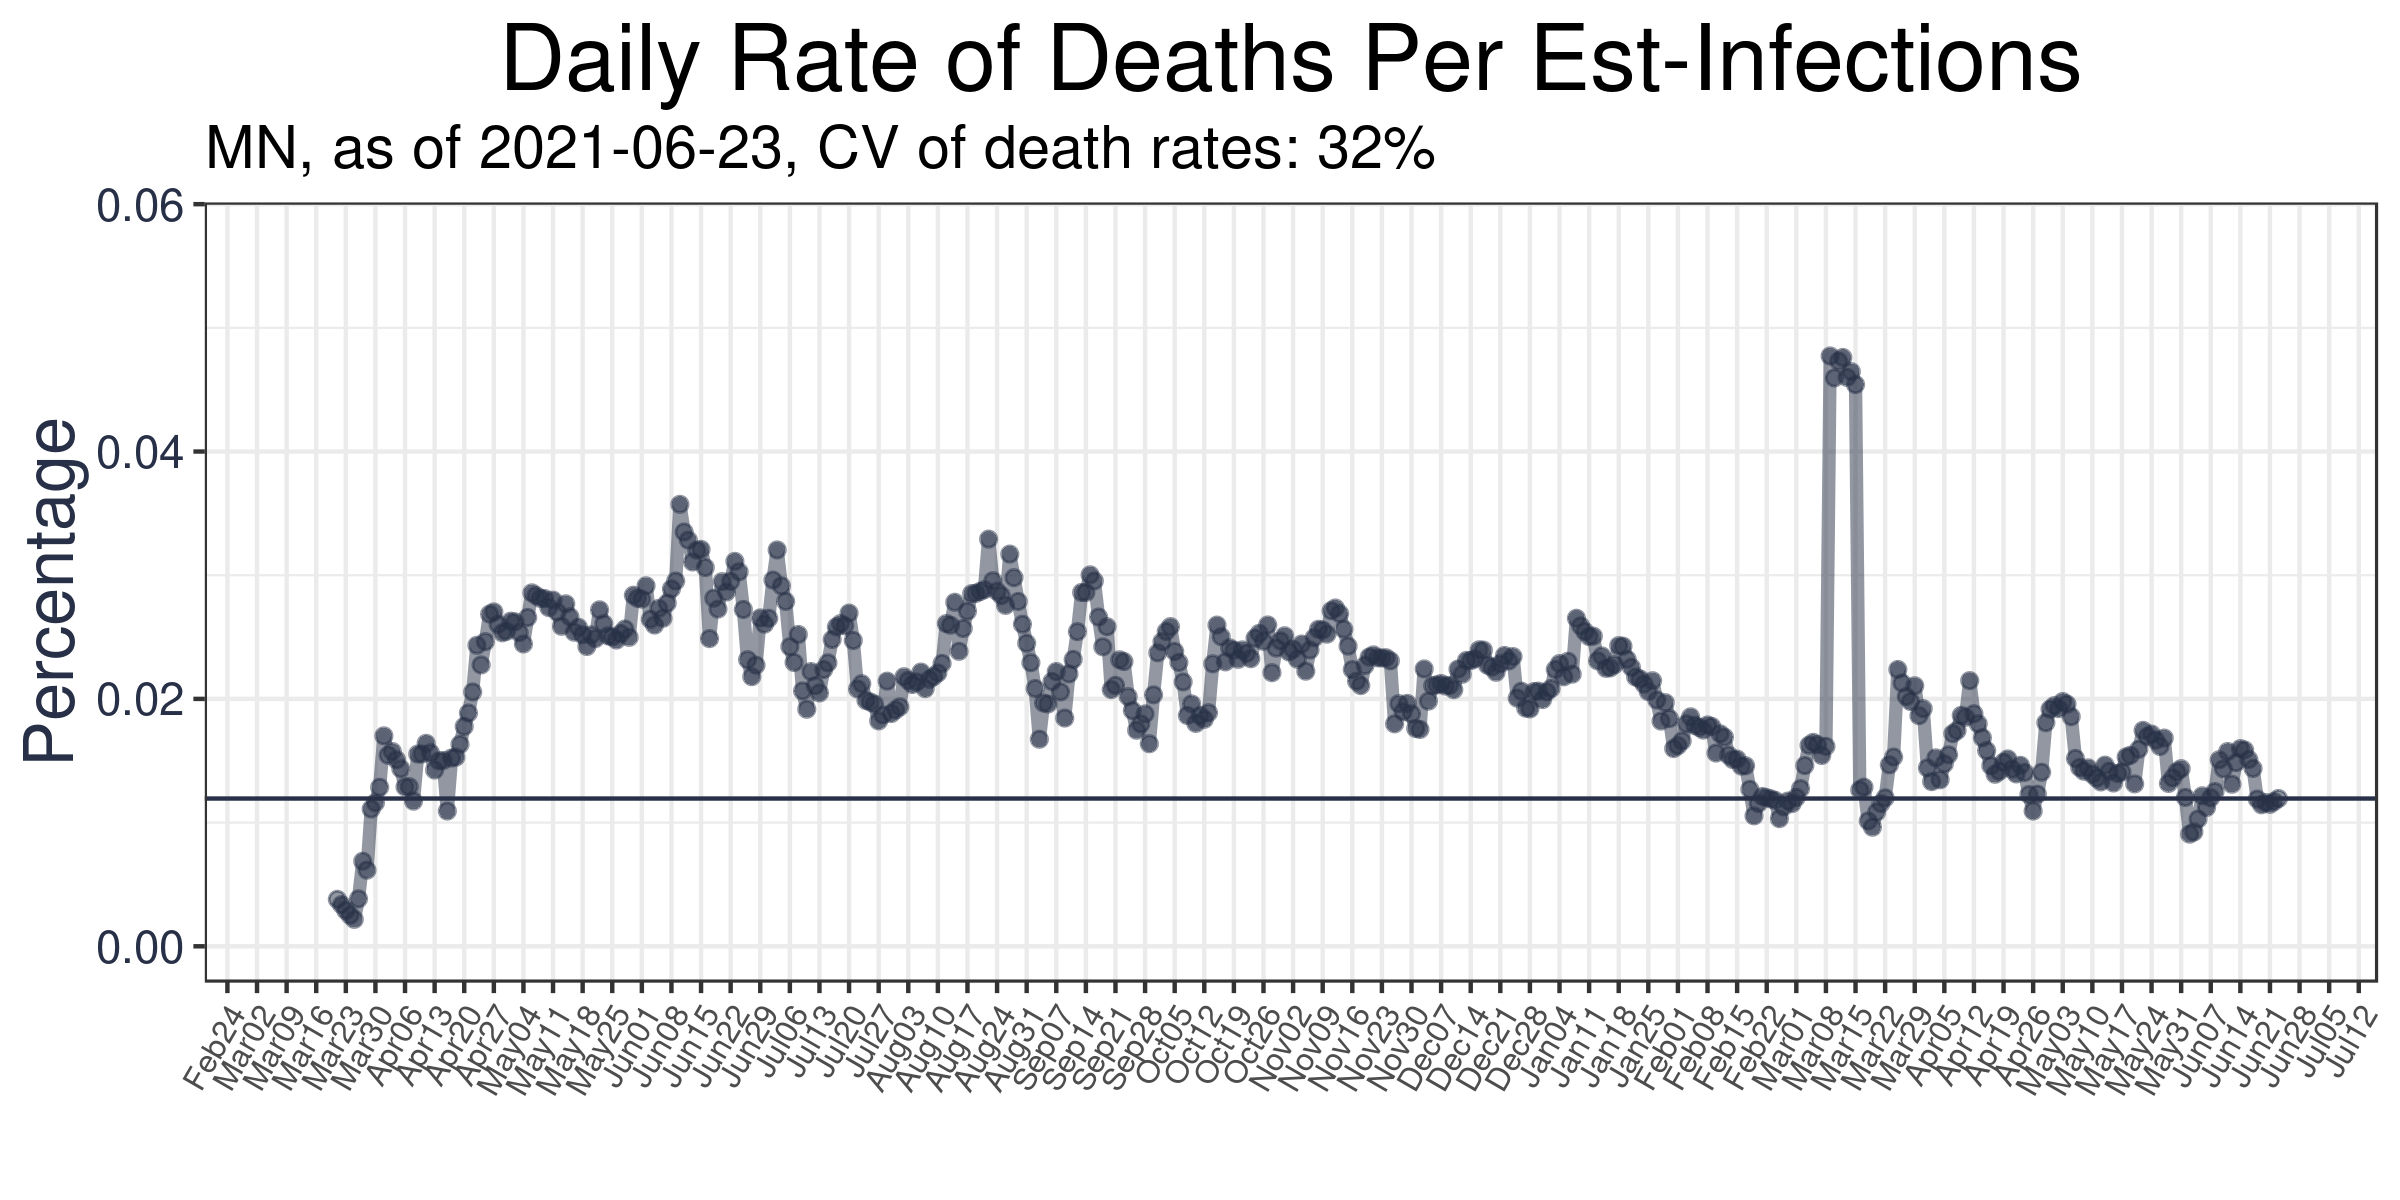 Daily Rate of Deaths Per Est-Infections
MN, as of 2021-06-23, CV of death rates: 32%
Percentage
0.06
0.04
0.02
0.00
Feb24
Mar02
Mar09
Mar16
Mar23
Mar30
Apr06
Apr13
Apr20
Apr27
May04
May11
May18
May25
Jun01
Jun08
Jun15
Jun22
Jun29
Jul06
Jul13
Jul20
Jul27
Aug03
Aug10
Aug17
Aug24
Aug31
Sep07
Sep14
Sep21
Sep28
Oct05
Oct12
Oct19
Oct26
Nov02
Nov09
Nov16
Nov23
Nov30
Dec07
Dec14
Dec21
Dec28
Jan04
Jan11
Jan18
Jan25
Feb01
Feb08
Feb15
Feb22
Mar01
Mar08
Mar15
Mar22
Mar29
Apr05
Apr12
Apr19
Apr26
May03
May10
May17
May24
May31
Jun07
Jun14
Jun21
Jun28
Jul05
Jul12